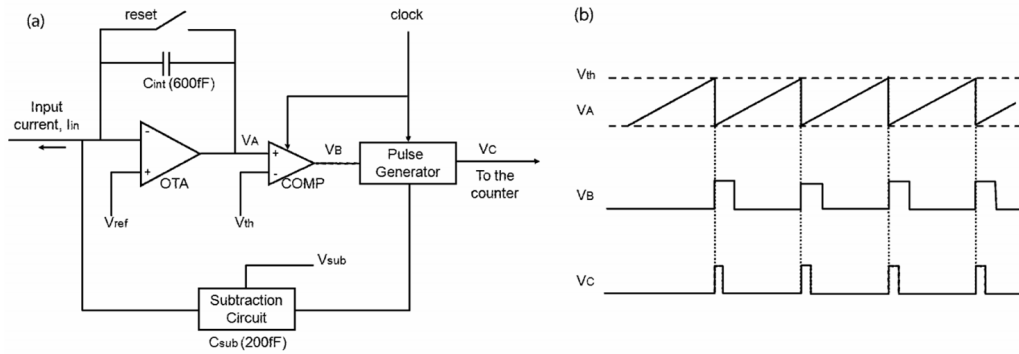 (a)
reset
clock
Cint (600fF)
Input
current, Iin
-
+
OTA
Vref
VA
+
-
COMP
Vth
VB
Pulse
Generator
VC
To the
counter
Vsub
Subtraction
Circuit
Csub (200fF)
(b)
Vth
VA
VB
VC